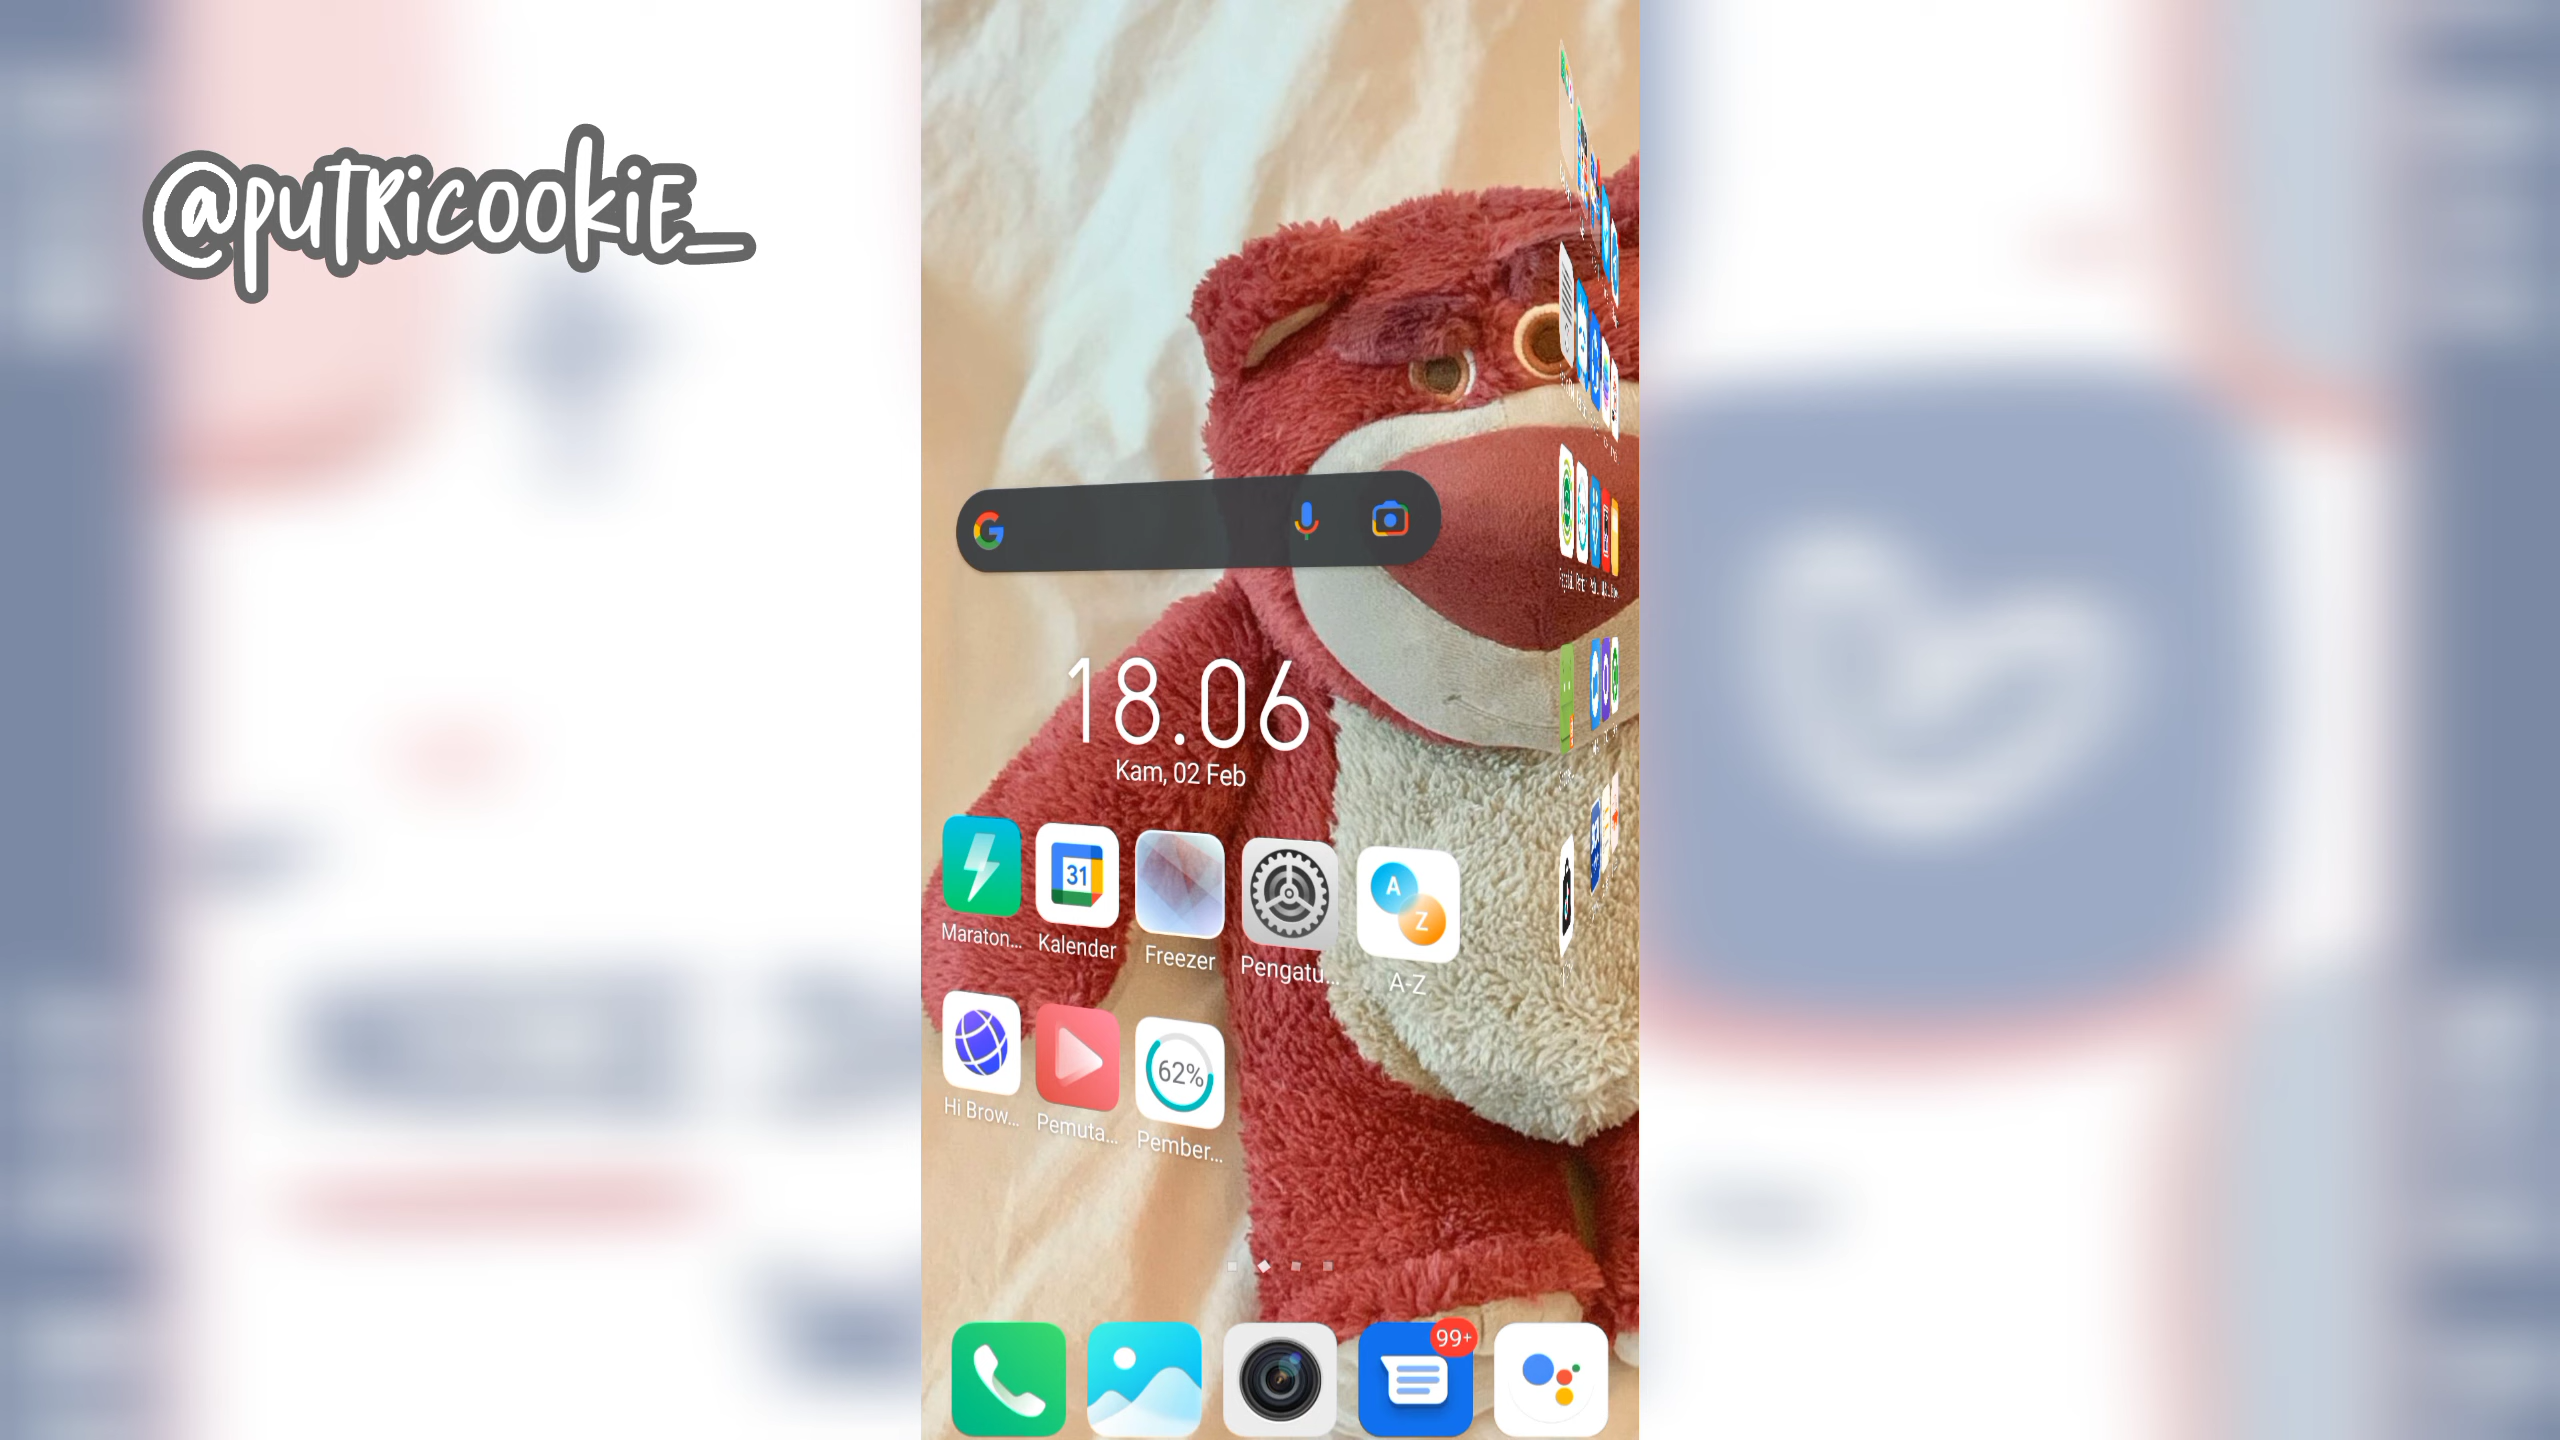 @PUTRICOOKIE_
18.06
Kam, 02 Feb
31
A
Z
Maraton... Kalender Freezer Pengatu... A-Z
62%
Hi Brow... Pemuta... Pember...
99+